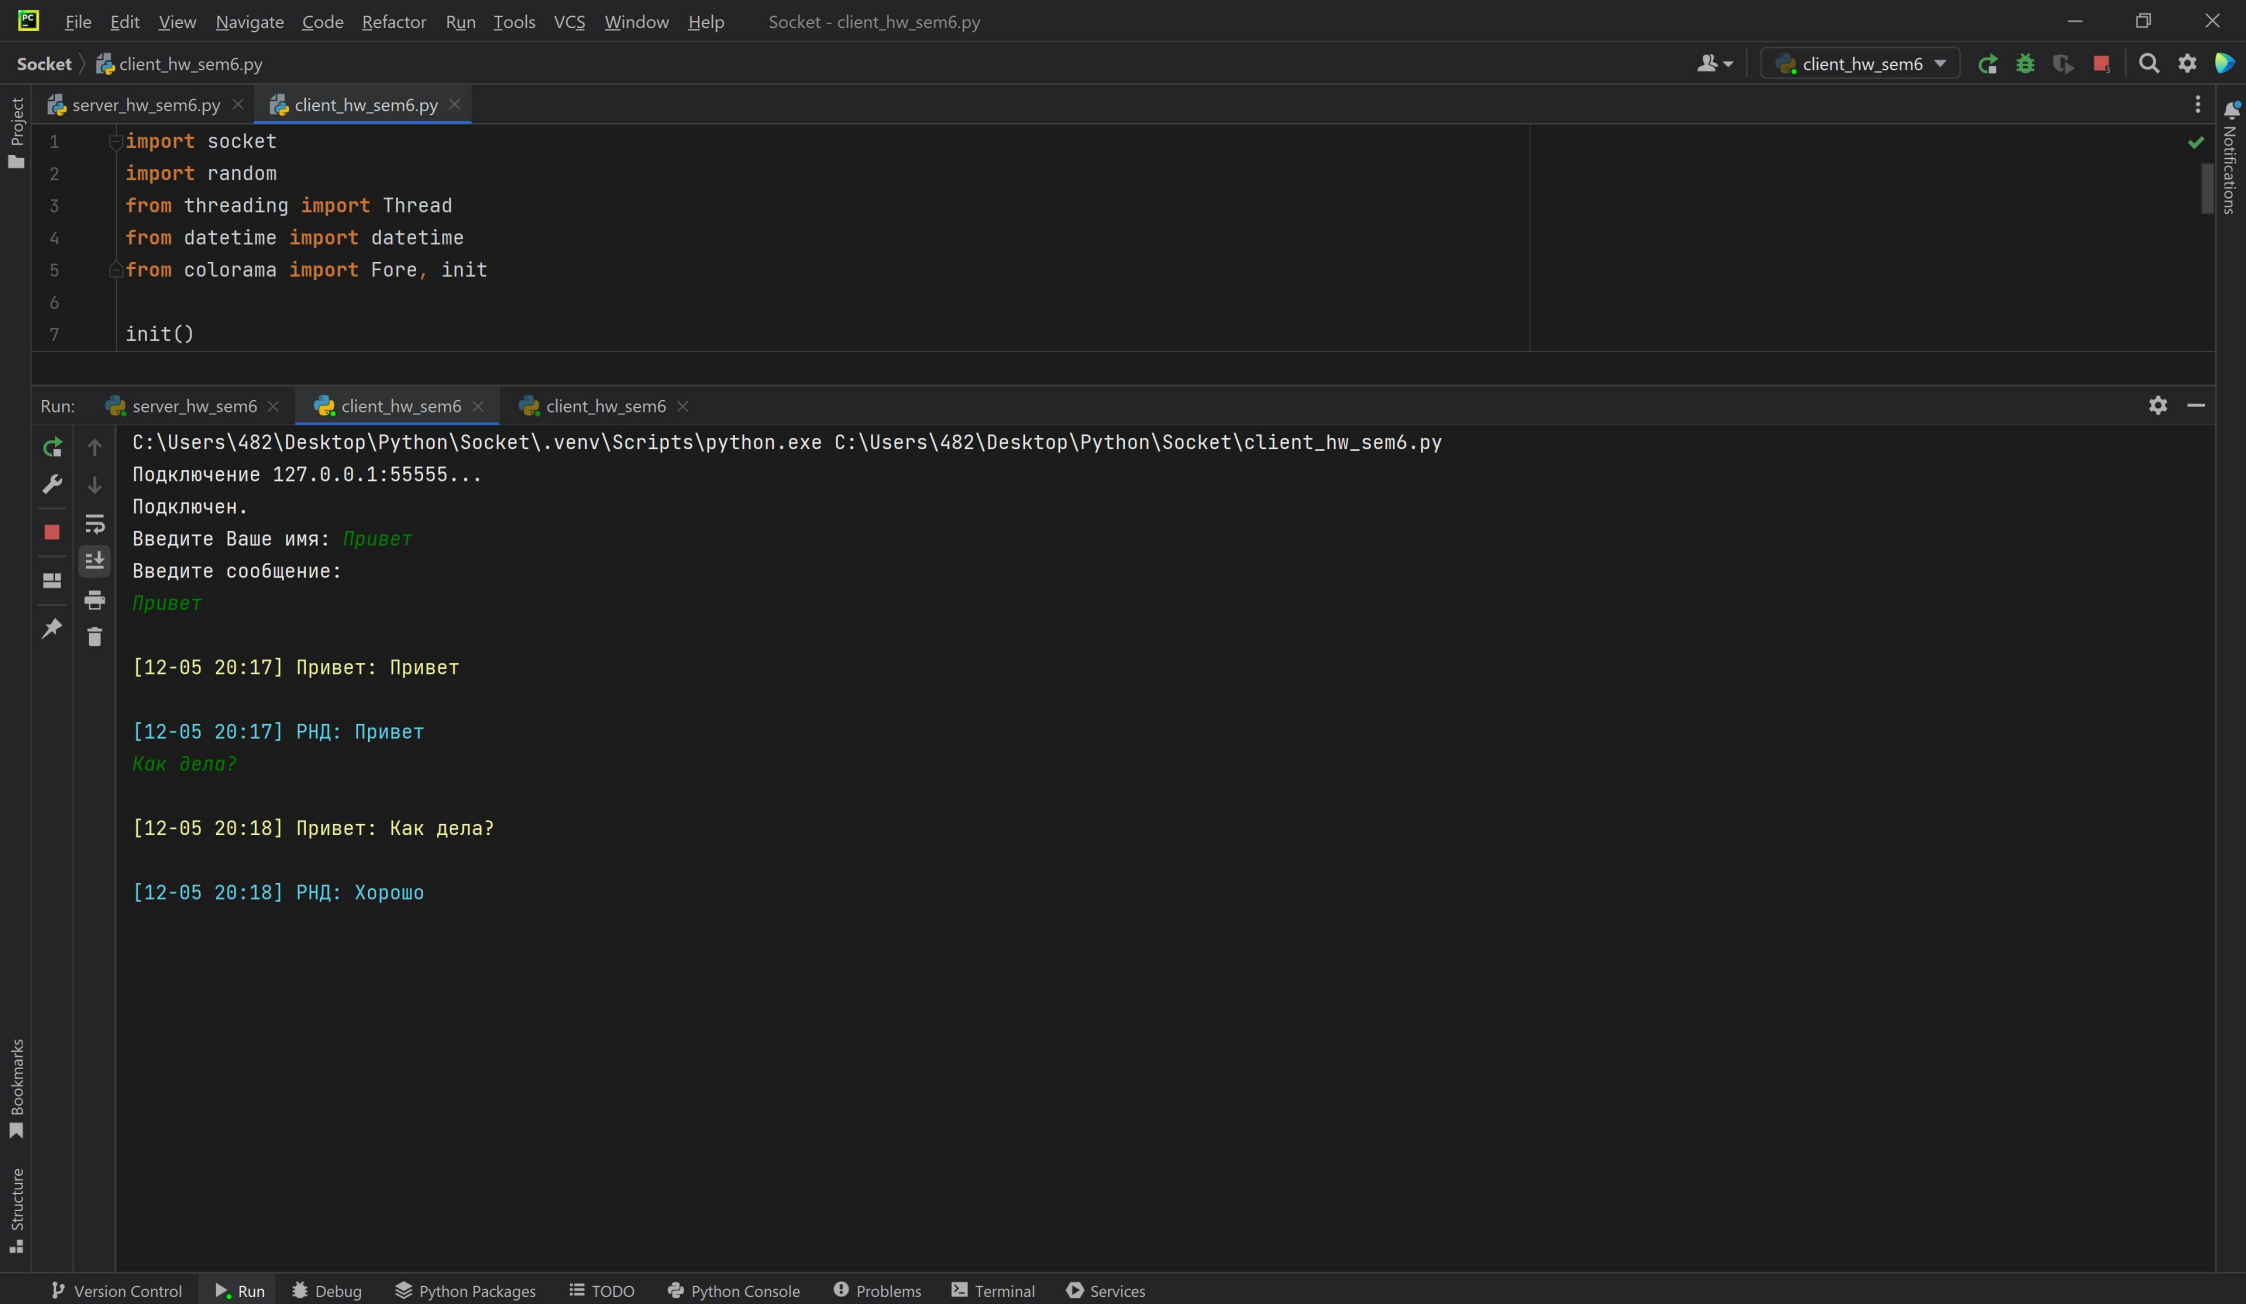 PC File Edit View Navigate Code Refactor Run Tools VCS Window Help Socket - client_hw_sem6.py
Socket client_hw_sem6.py client_hw_sem6
Project
server_hw_sem6.py client_hw_sem6.py
Notifications
1 import socket
2 import random
3 from threading import Thread
4 from datetime import datetime
5 from colorama import Fore, init
6
7 init()
Run: server_hw_sem6 client_hw_sem6 client_hw_sem6
C:\Users\482\Desktop\Python\Socket\.venv\Scripts\python.exe C:\Users\482\Desktop\Python\Socket\client_hw_sem6.py
Подключение 127.0.0.1:55555...
Подключен.
Введите Ваше имя: Привет
Введите сообщение:
Привет
[12-05 20:17] Привет: Привет
[12-05 20:17] РНД: Привет
Как дела?
[12-05 20:18] Привет: Как дела?
[12-05 20:18] РНД: Хорошо
Bookmarks
Structure
Version Control Run Debug Python Packages TODO Python Console Problems Terminal Services